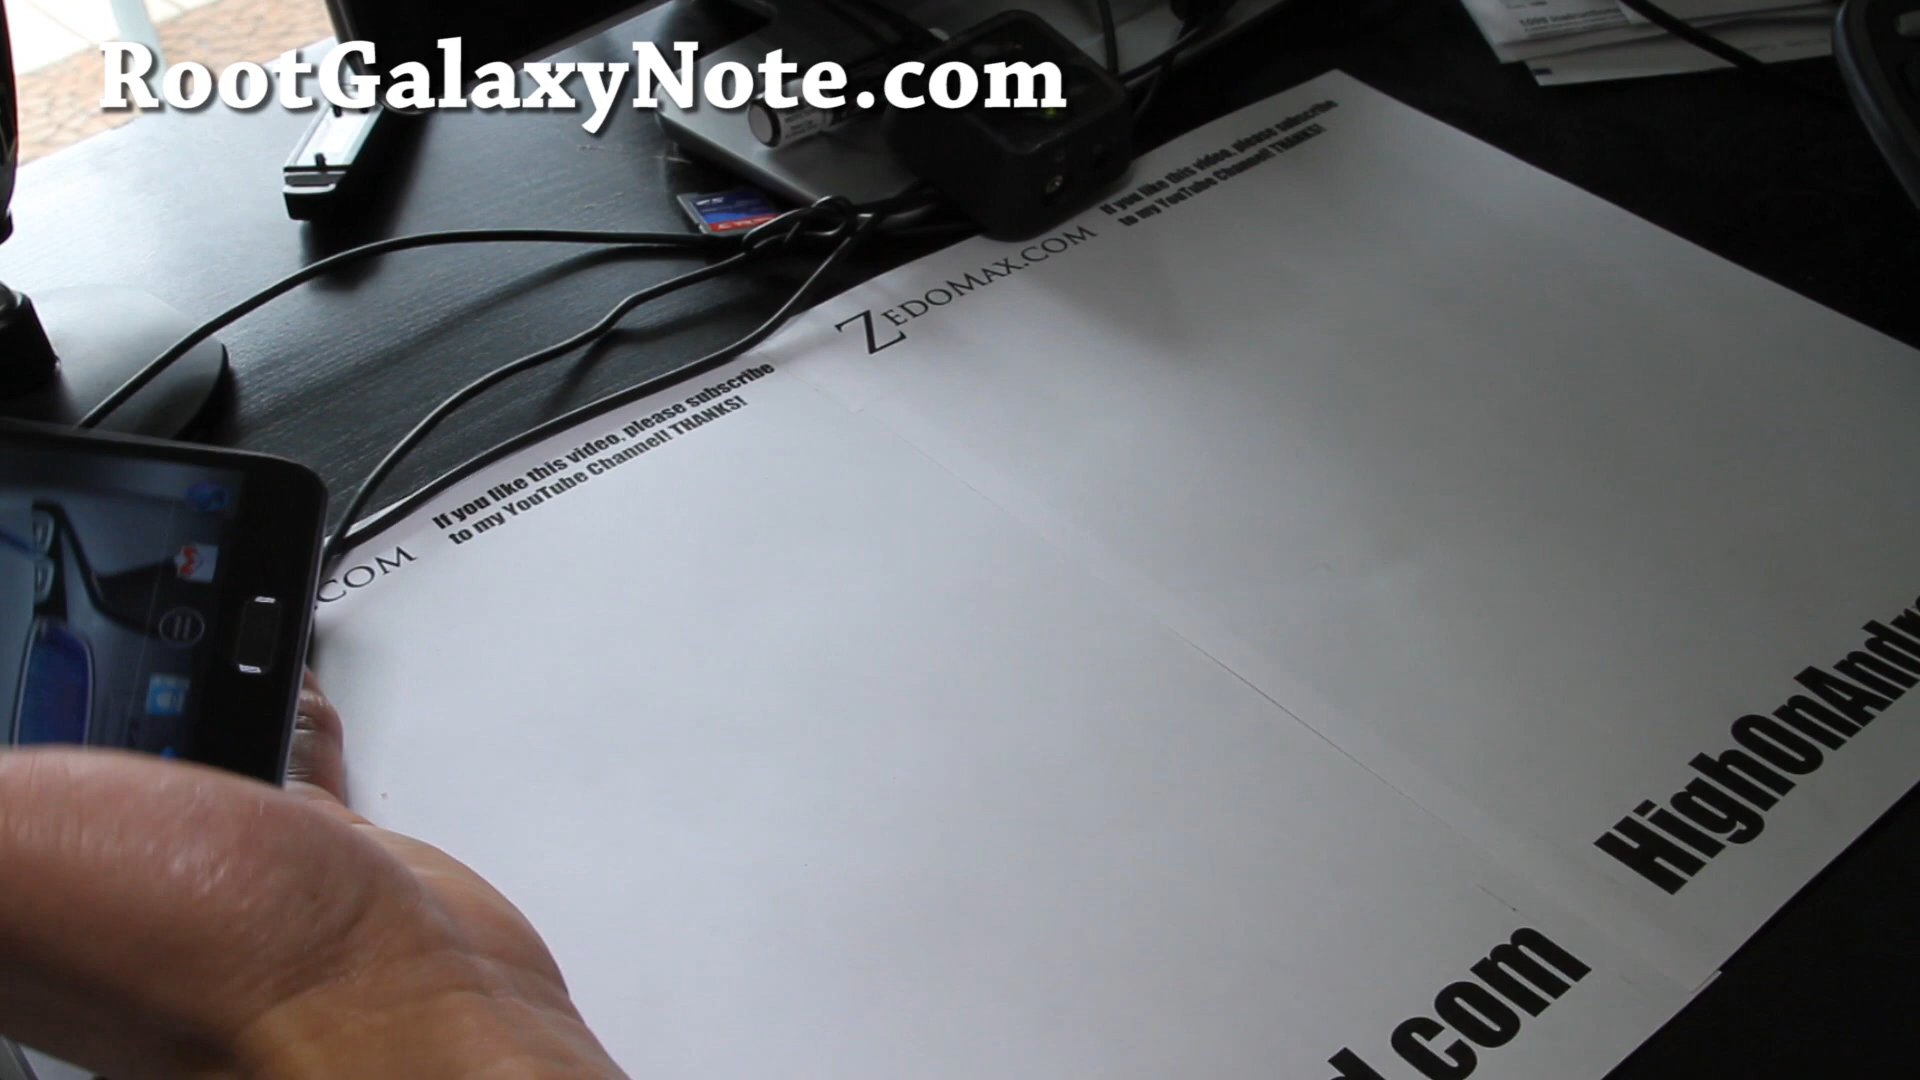 RootGalaxyNote.com
If you like this video, please subscribe
to my YouTube Channel! THANKS!
ZEDOMAX.COM
If you like this video, please subscribe
to my YouTube Channel! THANKS!
.COM
HighOnAndr
d.com